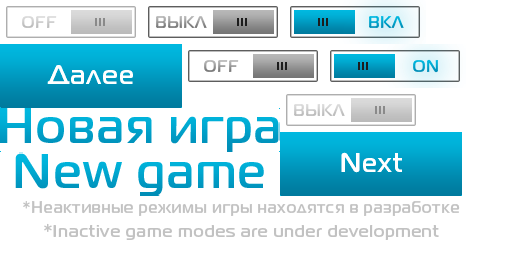 OFF
ВЫКЛ
ВКЛ
Далее
OFF
ON
ВЫКЛ
Новая игра
New game
Next
*Неактивные режимы игры находятся в разработке
*Inactive game modes are under development